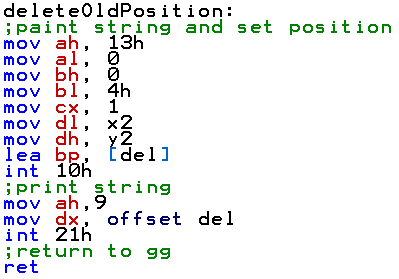 deleteOldPosition:
;paint string and set position
mov ah, 13h
mov al, 0
mov bh, 0
mov bl, 4h
mov cx, 1
mov dl, x2
mov dh, y2
lea bp, [del]
int 10h
;print string
mov ah,9
mov dx, offset del
int 21h
;return to gg
ret